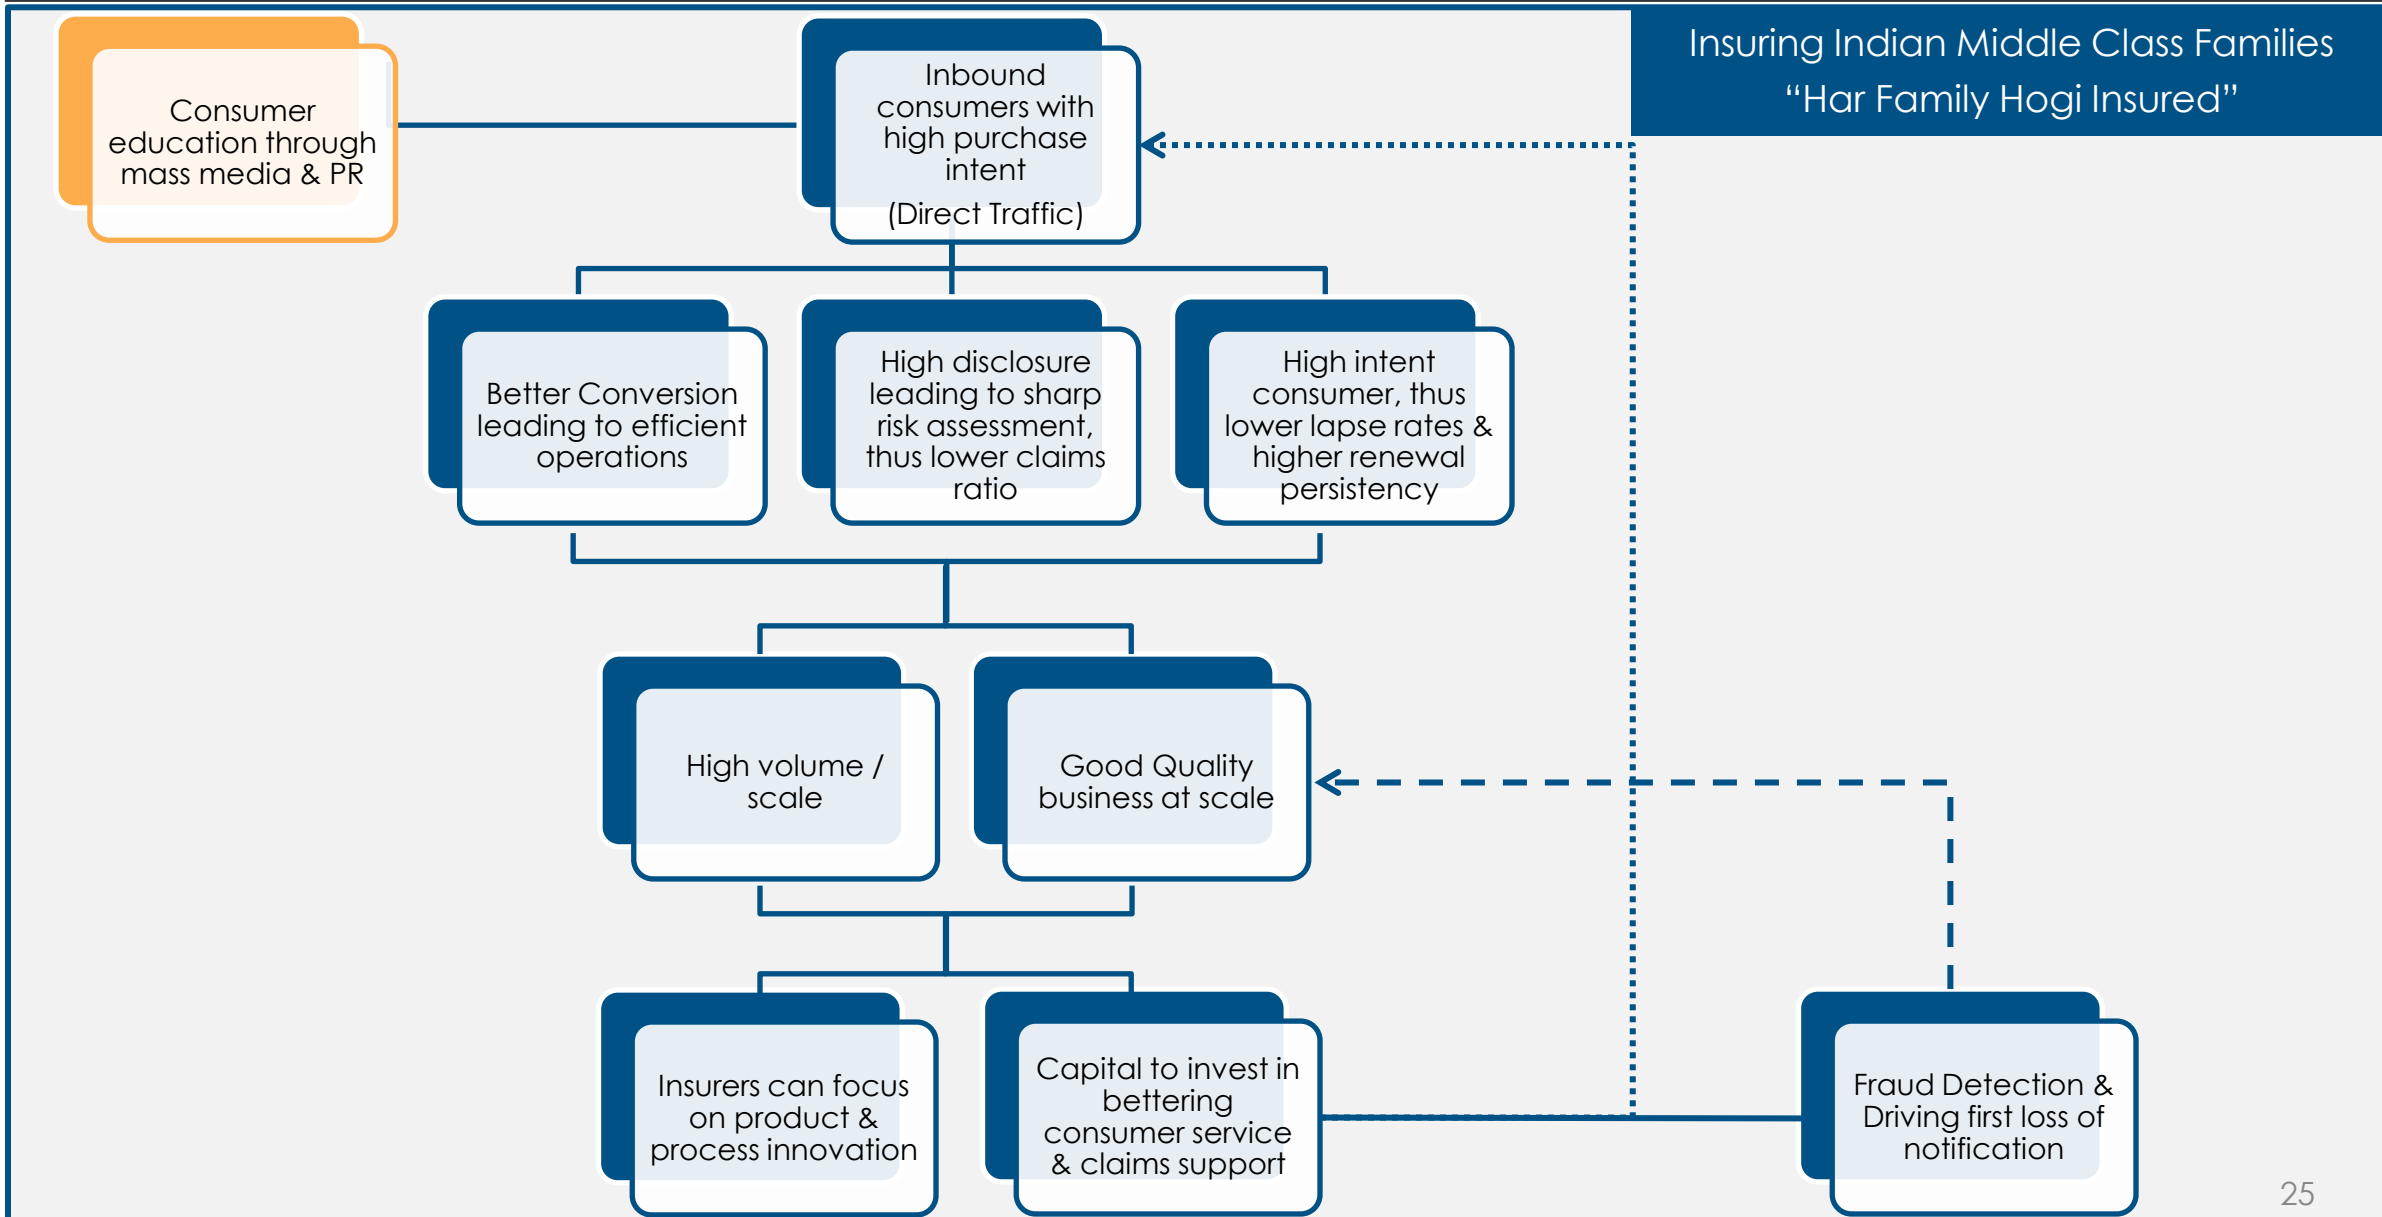 Insuring Indian Middle Class Families
“Har Family Hogi Insured”
Consumer
education through
mass media & PR
Inbound
consumers with
high purchase
intent
(Direct Traffic)
Better Conversion
leading to efficient
operations
High disclosure
leading to sharp
risk assessment,
thus lower claims
ratio
High intent
consumer, thus
lower lapse rates &
higher renewal
persistency
High volume /
scale
Good Quality
business at scale
Insurers can focus
on product &
process innovation
Capital to invest in
bettering
consumer service
& claims support
Fraud Detection &
Driving first loss of
notification
25